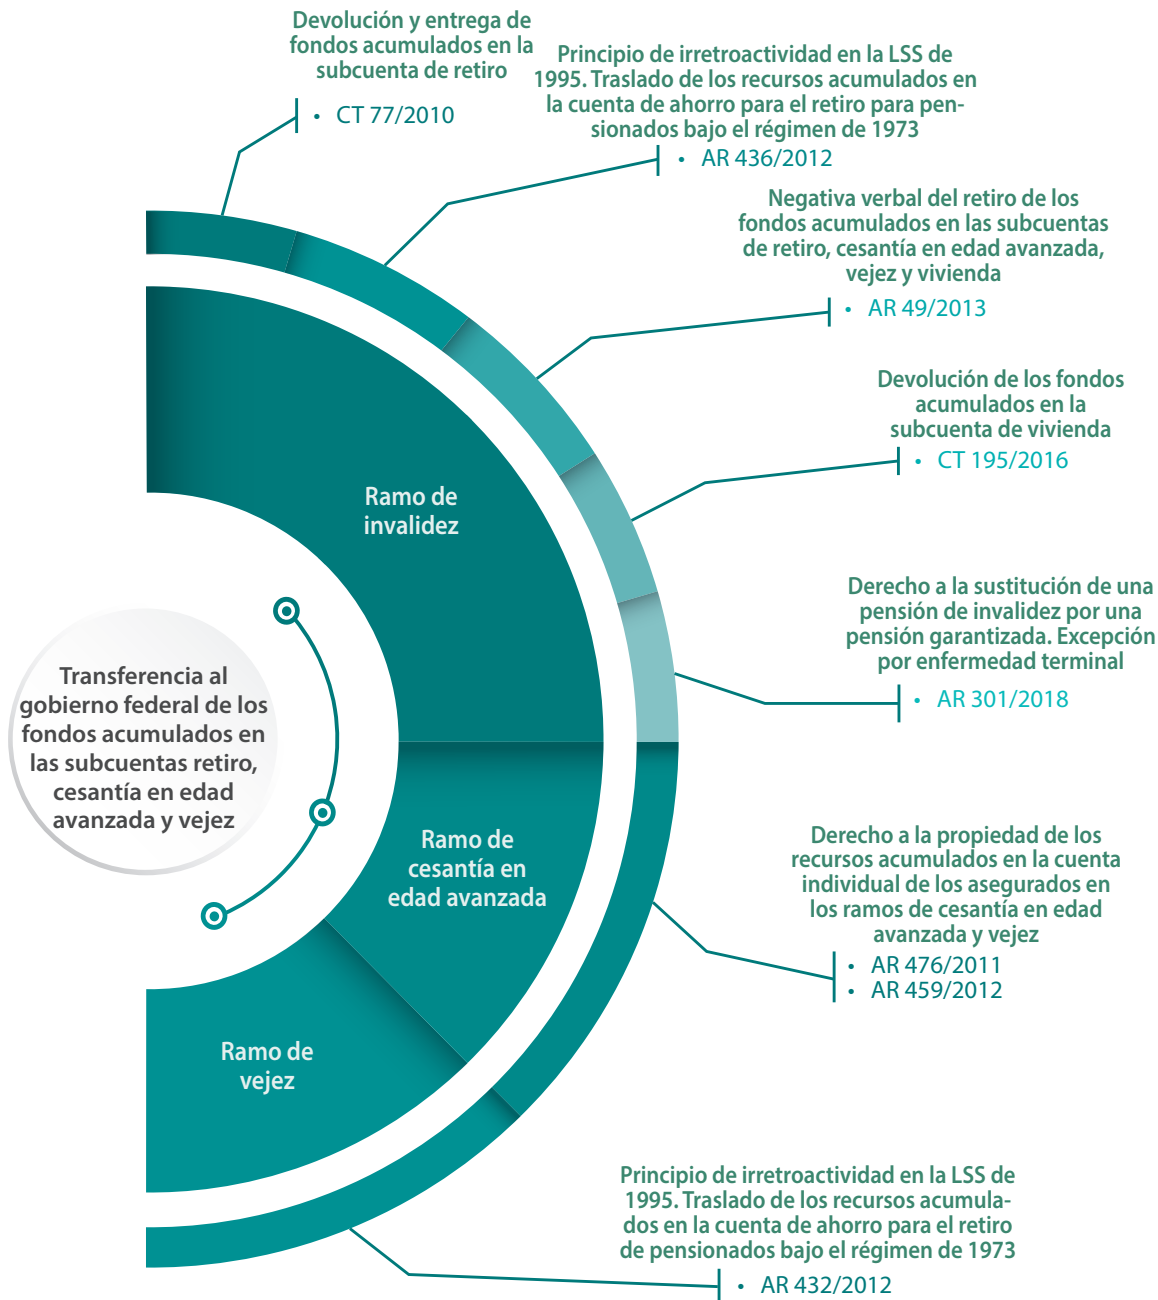 Devolución y entrega de
fondos acumulados en la
subcuenta de retiro
• CT 77/2010
Principio de irretroactividad en la LSS de
1995. Traslado de los recursos acumulados en
la cuenta de ahorro para el retiro para pen-
sionados bajo el régimen de 1973
• AR 436/2012
Negativa verbal del retiro de los
fondos acumulados en las subcuentas
de retiro, cesantía en edad avanzada,
vejez y vivienda
• AR 49/2013
Devolución de los fondos
acumulados en la
subcuenta de vivienda
• CT 195/2016
Ramo de
invalidez
Derecho a la sustitución de una
pensión de invalidez por una
pensión garantizada. Excepción
por enfermedad terminal
• AR 301/2018
Transferencia al
gobierno federal de los
fondos acumulados en
las subcuentas retiro,
cesantía en edad
avanzada y vejez
Ramo de
cesantía en
edad avanzada
Derecho a la propiedad de los
recursos acumulados en la cuenta
individual de los asegurados en
los ramos de cesantía en edad
avanzada y vejez
• AR 476/2011
• AR 459/2012
Ramo de
vejez
Principio de irretroactividad en la LSS de
1995. Traslado de los recursos acumula-
dos en la cuenta de ahorro para el retiro
de pensionados bajo el régimen de 1973
• AR 432/2012